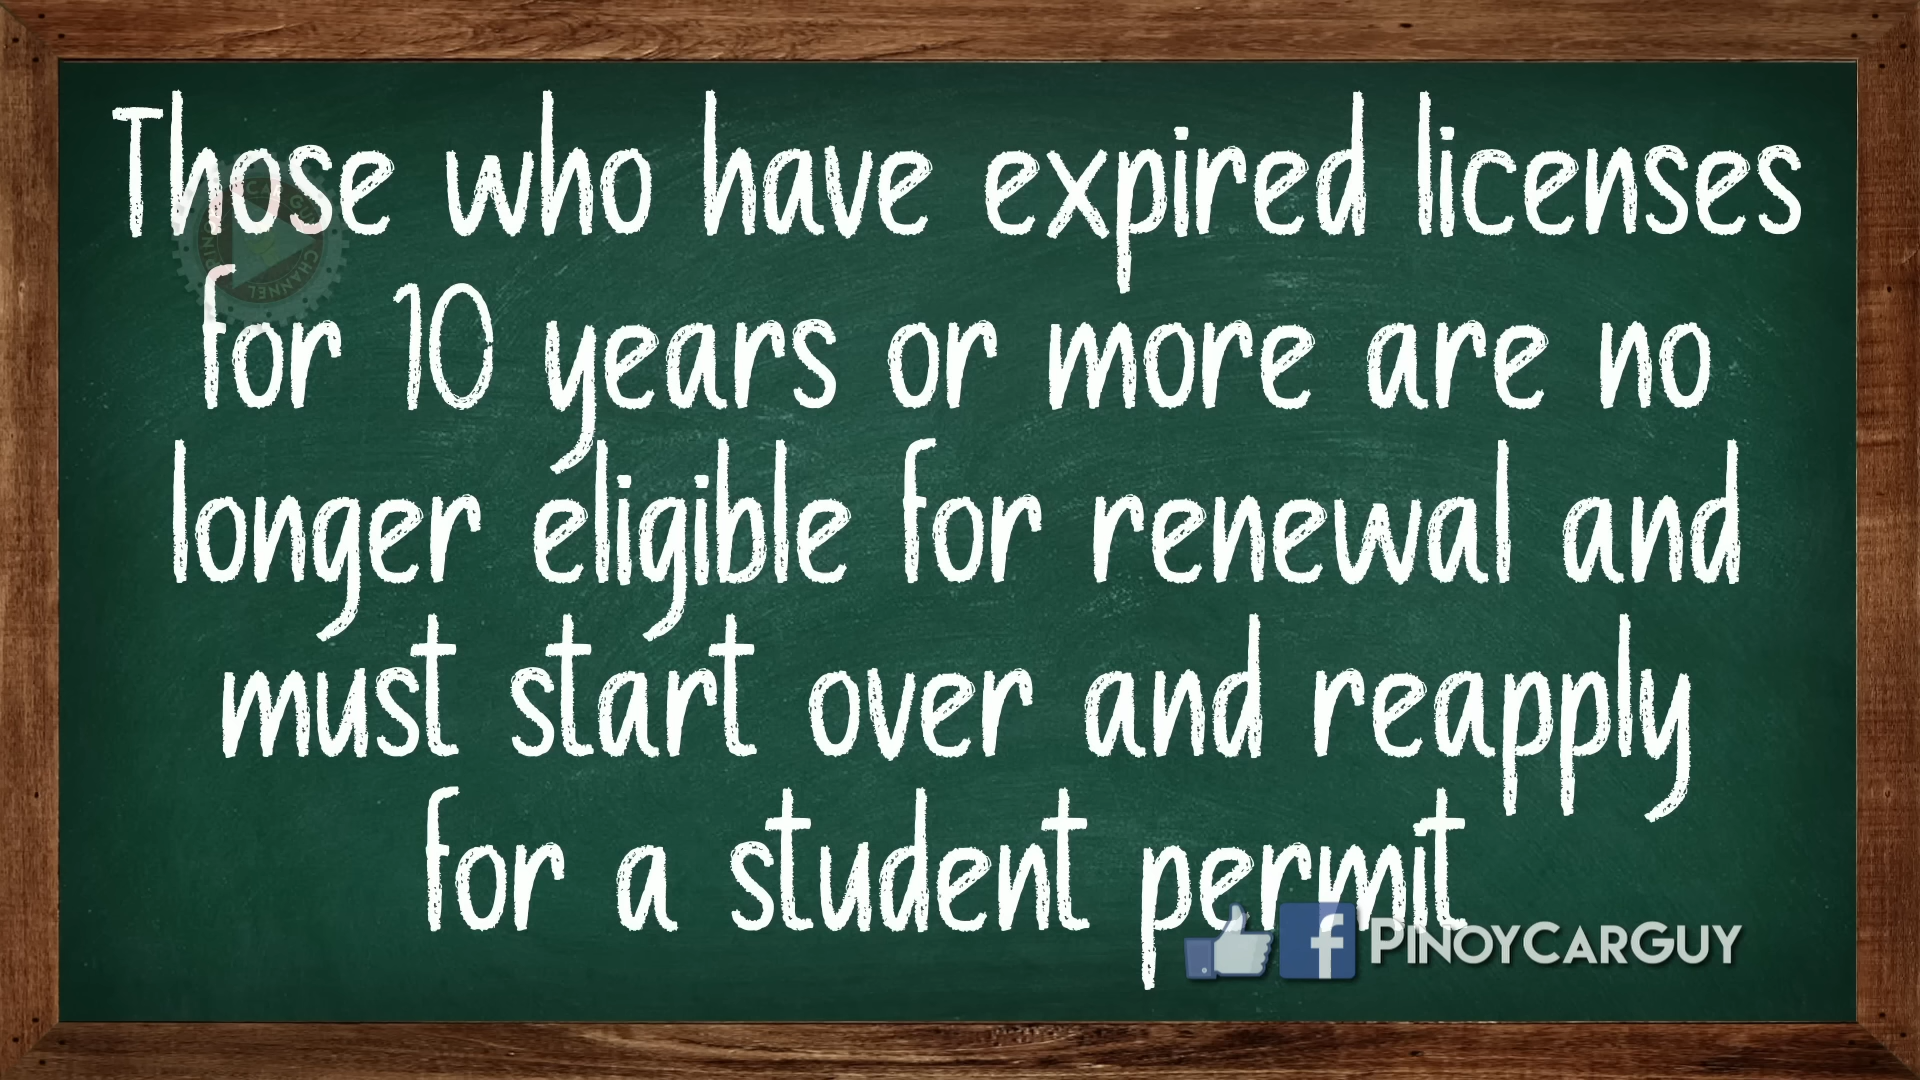 Those who have expired licenses
for 10 years or more are no
longer eligible for renewal and
must start over and reapply
for a student permit
f PINOYCARGUY
CHANNEL